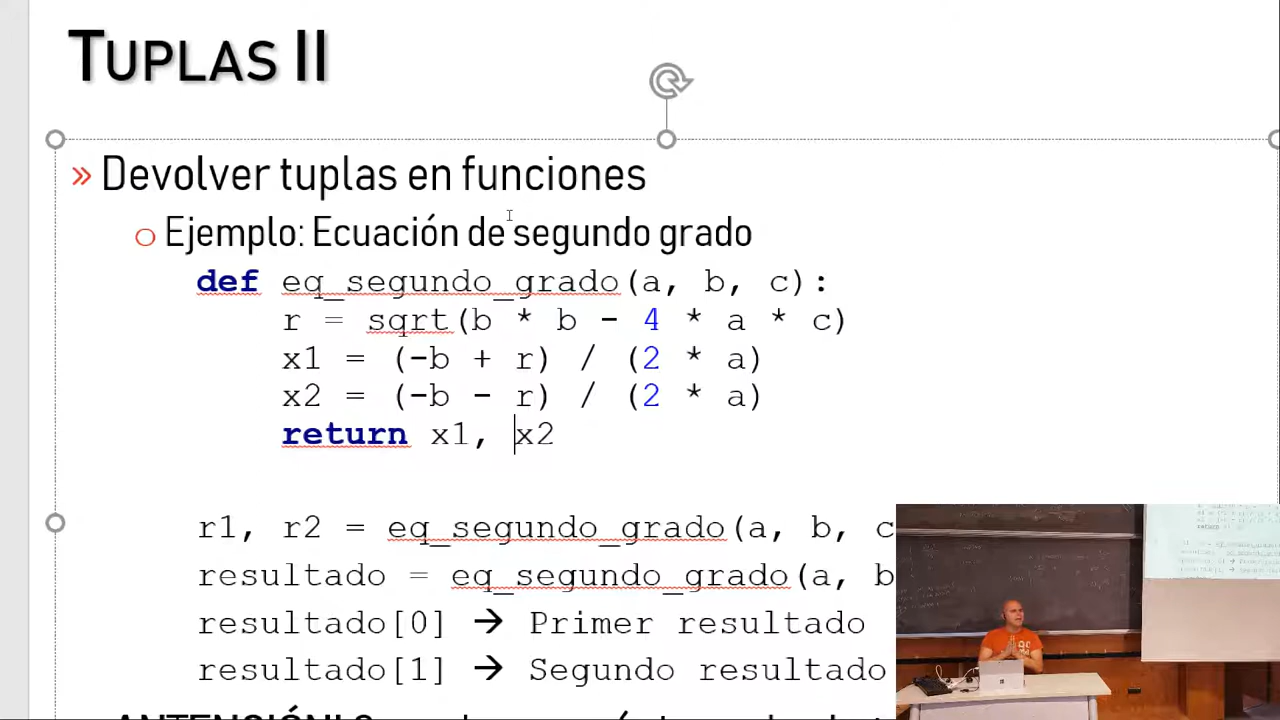 TUPLAS II
» Devolver tuplas en funciones
o Ejemplo: Ecuación de segundo grado
def eq_segundo_grado(a, b, c):
r = sqrt(b * b - 4 * a * c)
x1 = (-b + r) / (2 * a)
x2 = (-b - r) / (2 * a)
return x1, x2
r1, r2 = eq_segundo_grado(a, b, c
resultado = eq_segundo_grado(a, b
resultado[0] → Primer resultado
resultado[1] → Segundo resultado